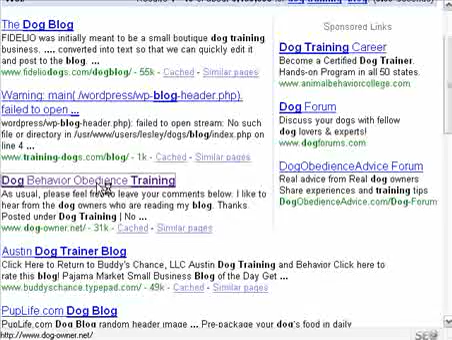 The Dog Blog
FIDELIO was initially meant to be a small boutique dog training
business. .... converted into text so that we can quickly edit it
and post to the blog. ...
www.fideliodogs.com/dogblog/ - 55k - Cached - Similar pages
Warning: main( /wordpress/wp-blog-header.php).
failed to open ...
wordpress/wp-blog-header.php): failed to open stream: No such
file or directory in /usr/www/users/lesley/dogs/blog/index.php on
line 4 ...
www.training-dogs.com/blog/ - 1k - Cached - Similar pages
Dog Behavior Obedience Training
As usual, please feel free to leave your comments below. I like to
hear from the dog owners who are reading my blog. Thanks.
Posted under Dog Training | No ...
www.dog-owner.net/ - 31k - Cached - Similar pages
Austin Dog Trainer Blog
Click Here to Return to Buddy's Chance, LLC Austin Dog Training and Behavior Click here to
rate this blog! Pajama Market Small Business Blog of the Day Get ...
www.buddyschance.typepad.com/ - 49k - Cached - Similar pages
PupLife.com Dog Blog
PupLife.com Dog Blog random header image ... Pre-package your dog's food in daily
http://www.dog-owner.net/
Sponsored Links
Dog Training Career
Become a Certified Dog Trainer.
Hands-on Program in all 50 states.
www.animalbehaviorcollege.com
Dog Forum
Discuss your dogs with fellow
dog lovers & experts!
www.dogforums.com
DogObedienceAdvice Forum
Real advice from Real dog owners
Share experiences and training tips
DogObedienceAdvice.com/Dog-Forum